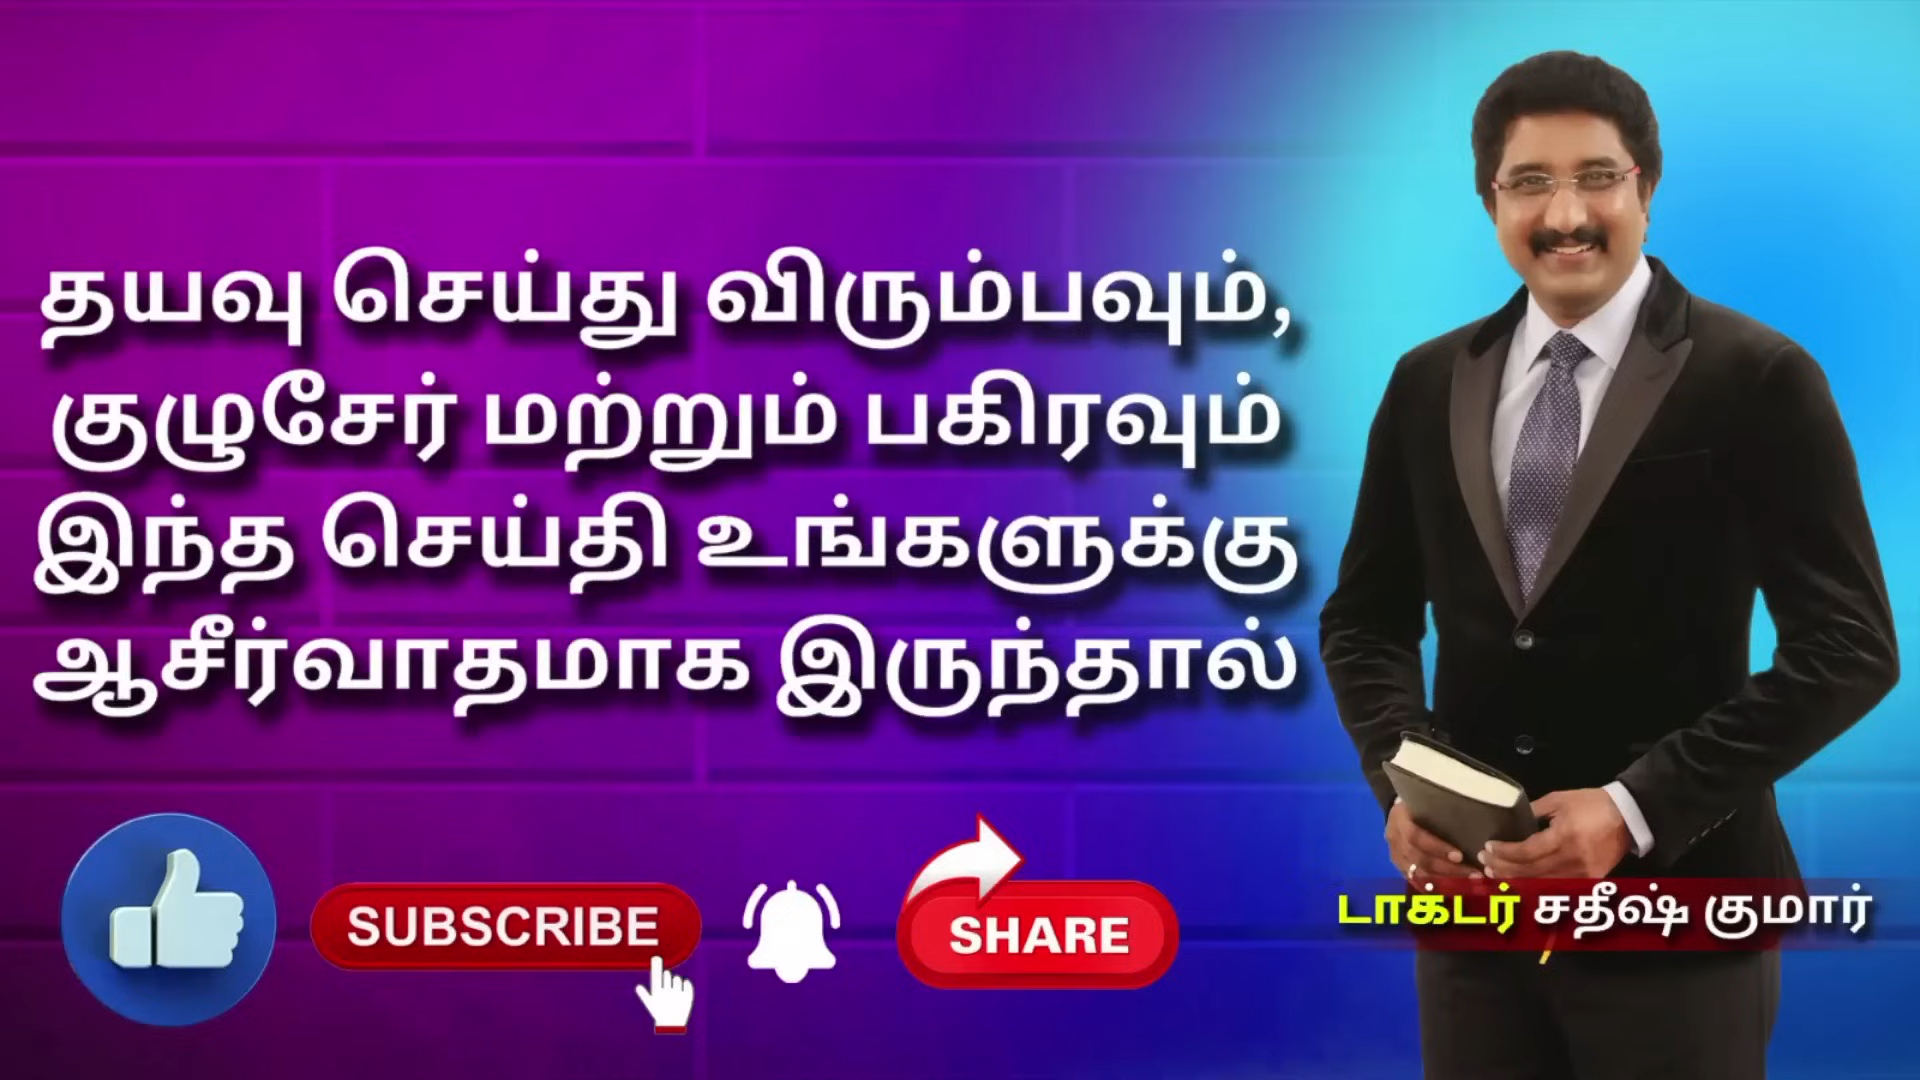 தயவு செய்து விரும்பவும்,
குழுசேர் மற்றும் பகிரவும்
இந்த செய்தி உங்களுக்கு
ஆசீர்வாதமாக இருந்தால்
SUBSCRIBE
SHARE
டாக்டர் சதீஷ் குமார்